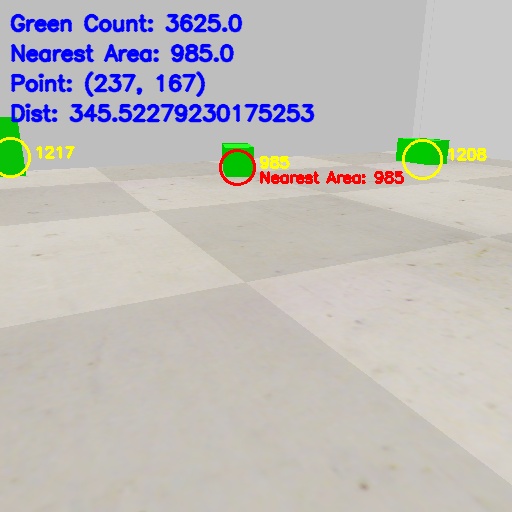 Green Count: 3625.0
Nearest Area: 985.0
Point: (237, 167)
Dist: 345.52279230175253
1217
985
1208
Nearest Area: 985